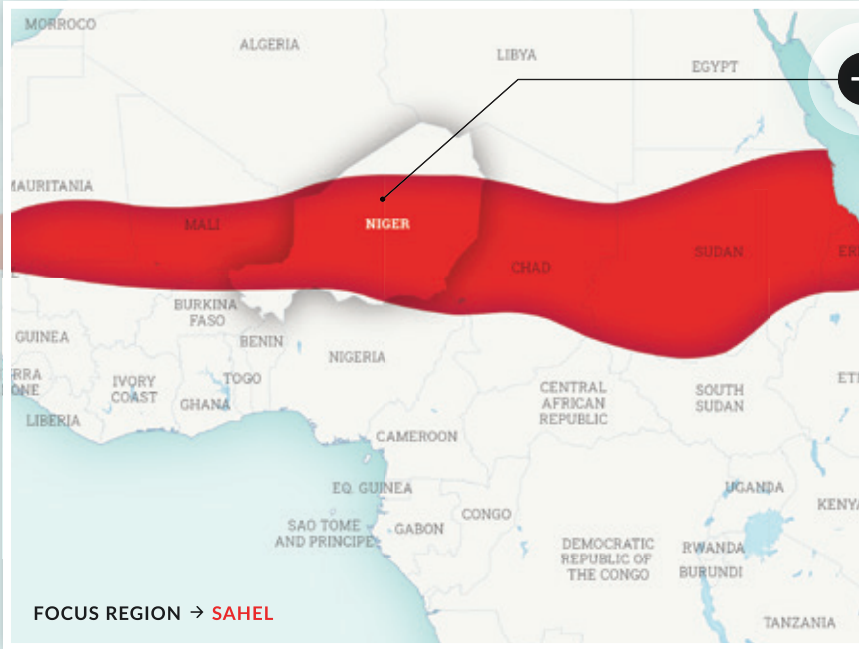 MORROCO
ALGERIA
LIBYA
EGYPT
MAURITANIA
MALI
NIGER
CHAD
SUDAN
BURKINA
FASO
GUINEA
BENIN
NIGERIA
IVORY
COAST
TOGO
GHANA
LIBERIA
CENTRAL
AFRICAN
REPUBLIC
SOUTH
SUDAN
CAMEROON
EQ. GUINEA
UGANDA
SAO TOME
AND PRINCIPE
GABON
CONGO
DEMOCRATIC
REPUBLIC OF
THE CONGO
RWANDA
BURUNDI
KENYA
TANZANIA
FOCUS REGION → SAHEL